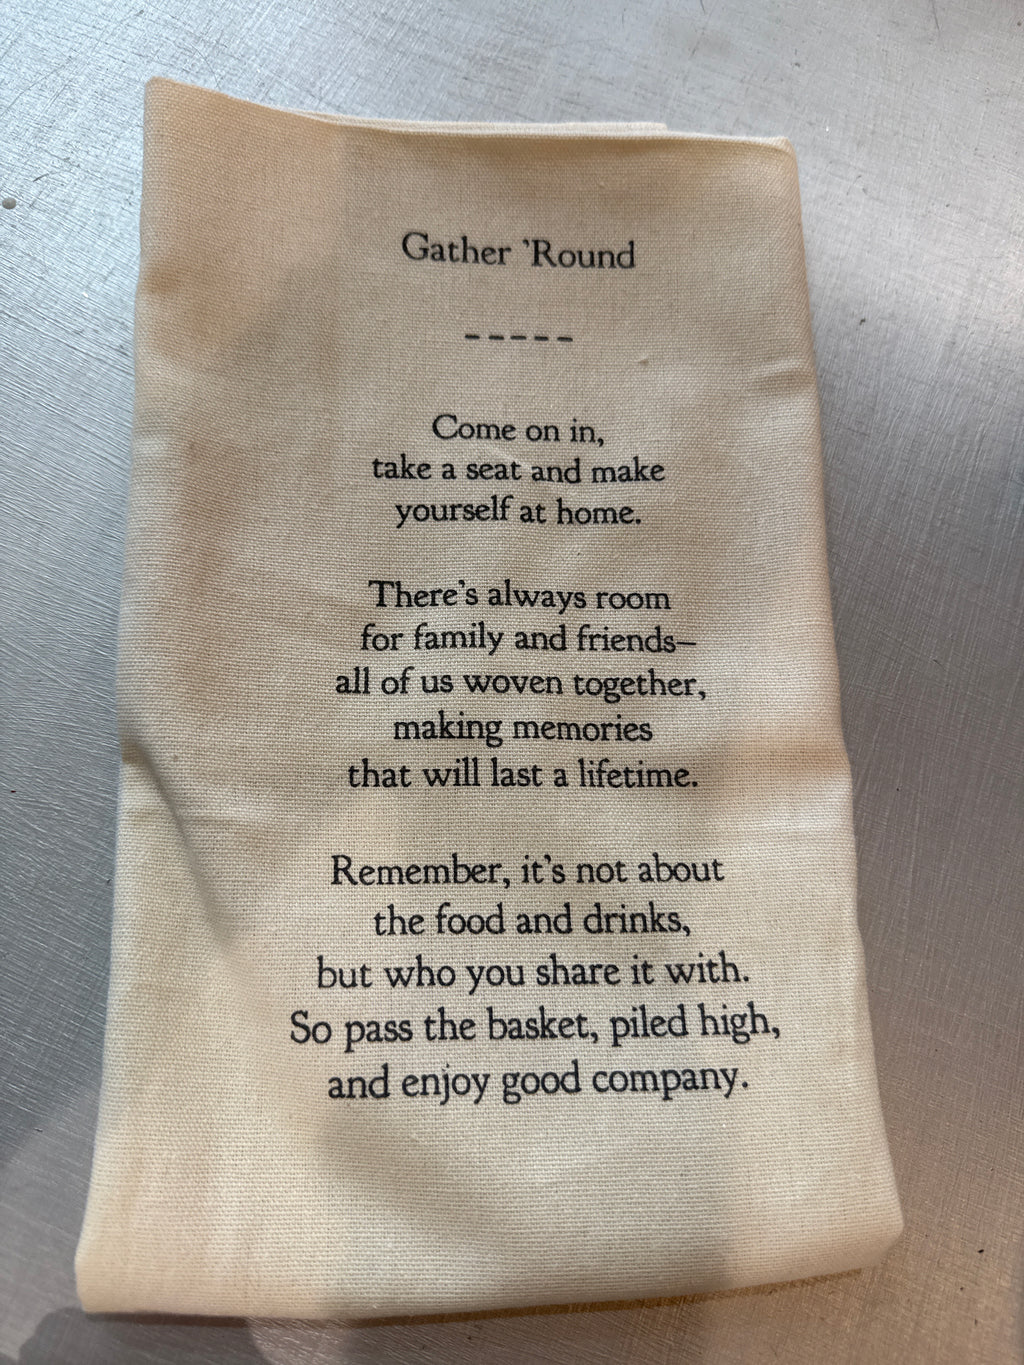 Gather ’Round
-----
Come on in,
take a seat and make
yourself at home.
There’s always room
for family and friends–
all of us woven together,
making memories
that will last a lifetime.
Remember, it’s not about
the food and drinks,
but who you share it with.
So pass the basket, piled high,
and enjoy good company.